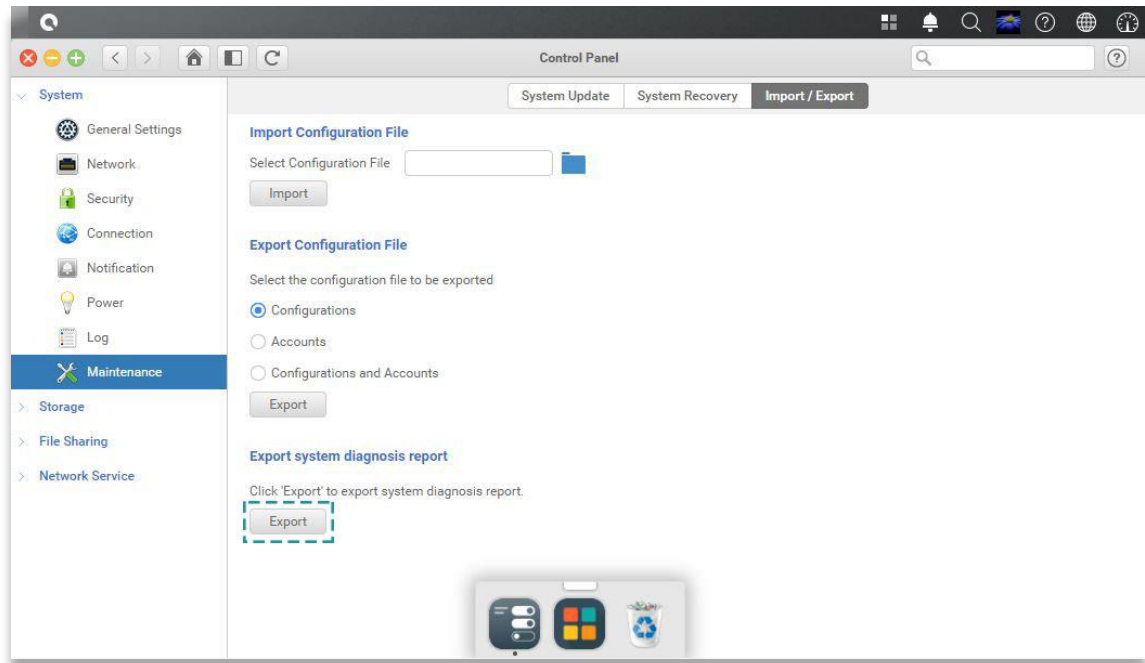 Control Panel
System
General Settings
Network
Security
Connection
Notification
Power
Log
Maintenance
Storage
File Sharing
Network Service
System Update
System Recovery
Import / Export
Import Configuration File
Select Configuration File
Import
Export Configuration File
Select the configuration file to be exported
Configurations
Accounts
Configurations and Accounts
Export
Export system diagnosis report
Click 'Export' to export system diagnosis report.
Export